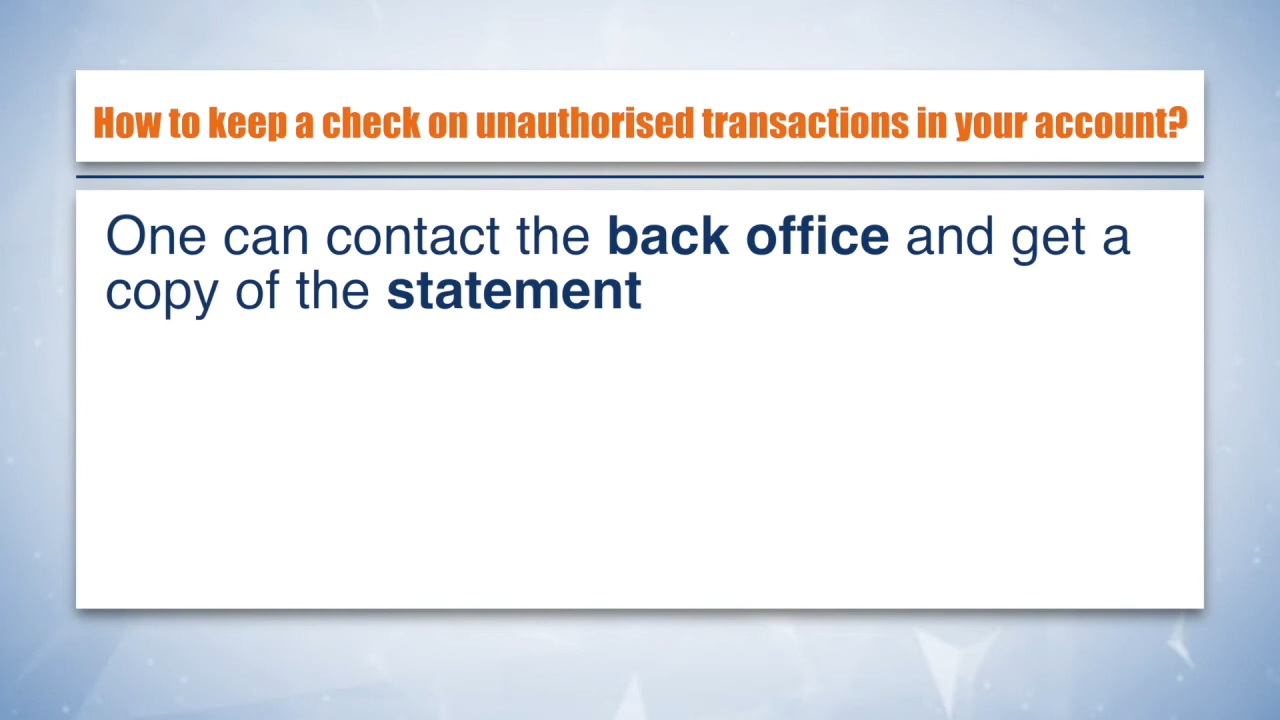 How to keep a check on unauthorised transactions in your account?
One can contact the back office and get a
copy of the statement